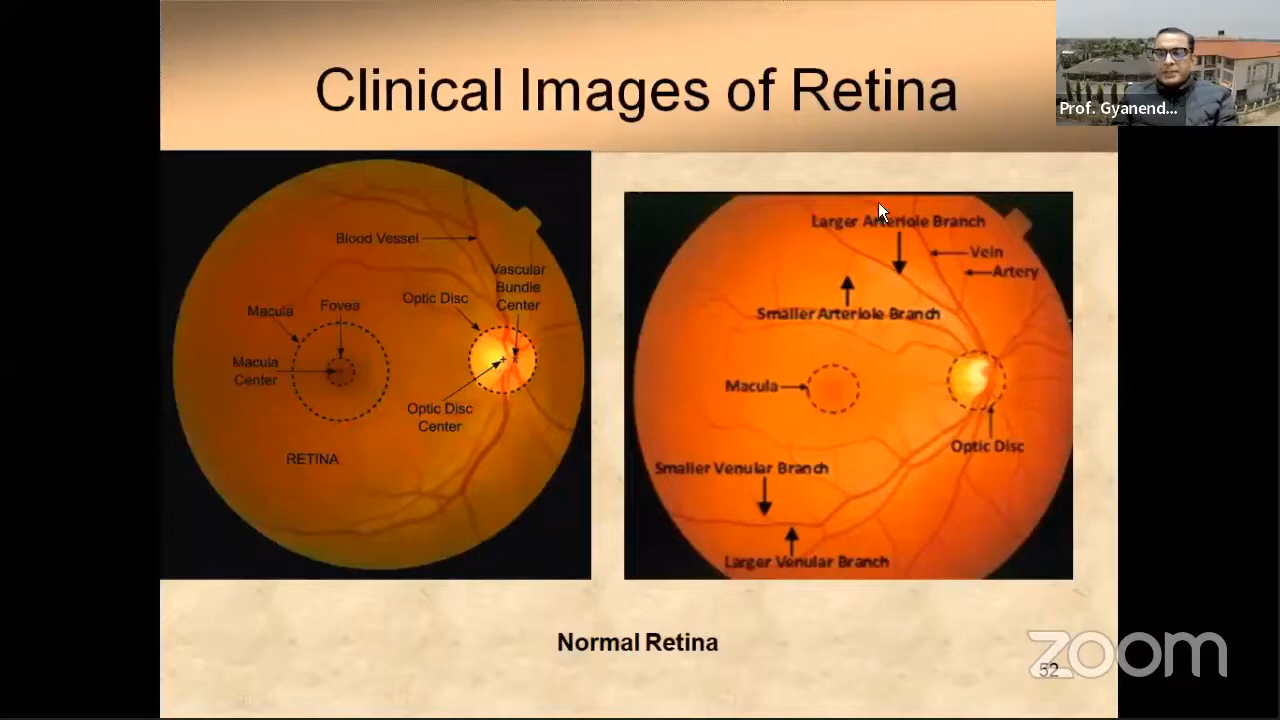 Clinical Images of Retina
Prof. Gyanend...
Blood Vessel
Vascular
Bundle
Center
Optic Disc
Macula
Fovea
Macula
Center
Optic Disc
Center
RETINA
Larger Arteriole Branch
Vein
Artery
Smaller Arteriole Branch
Macula
Optic Disc
Smaller Venular Branch
Larger Venular Branch
Normal Retina
zoom
52